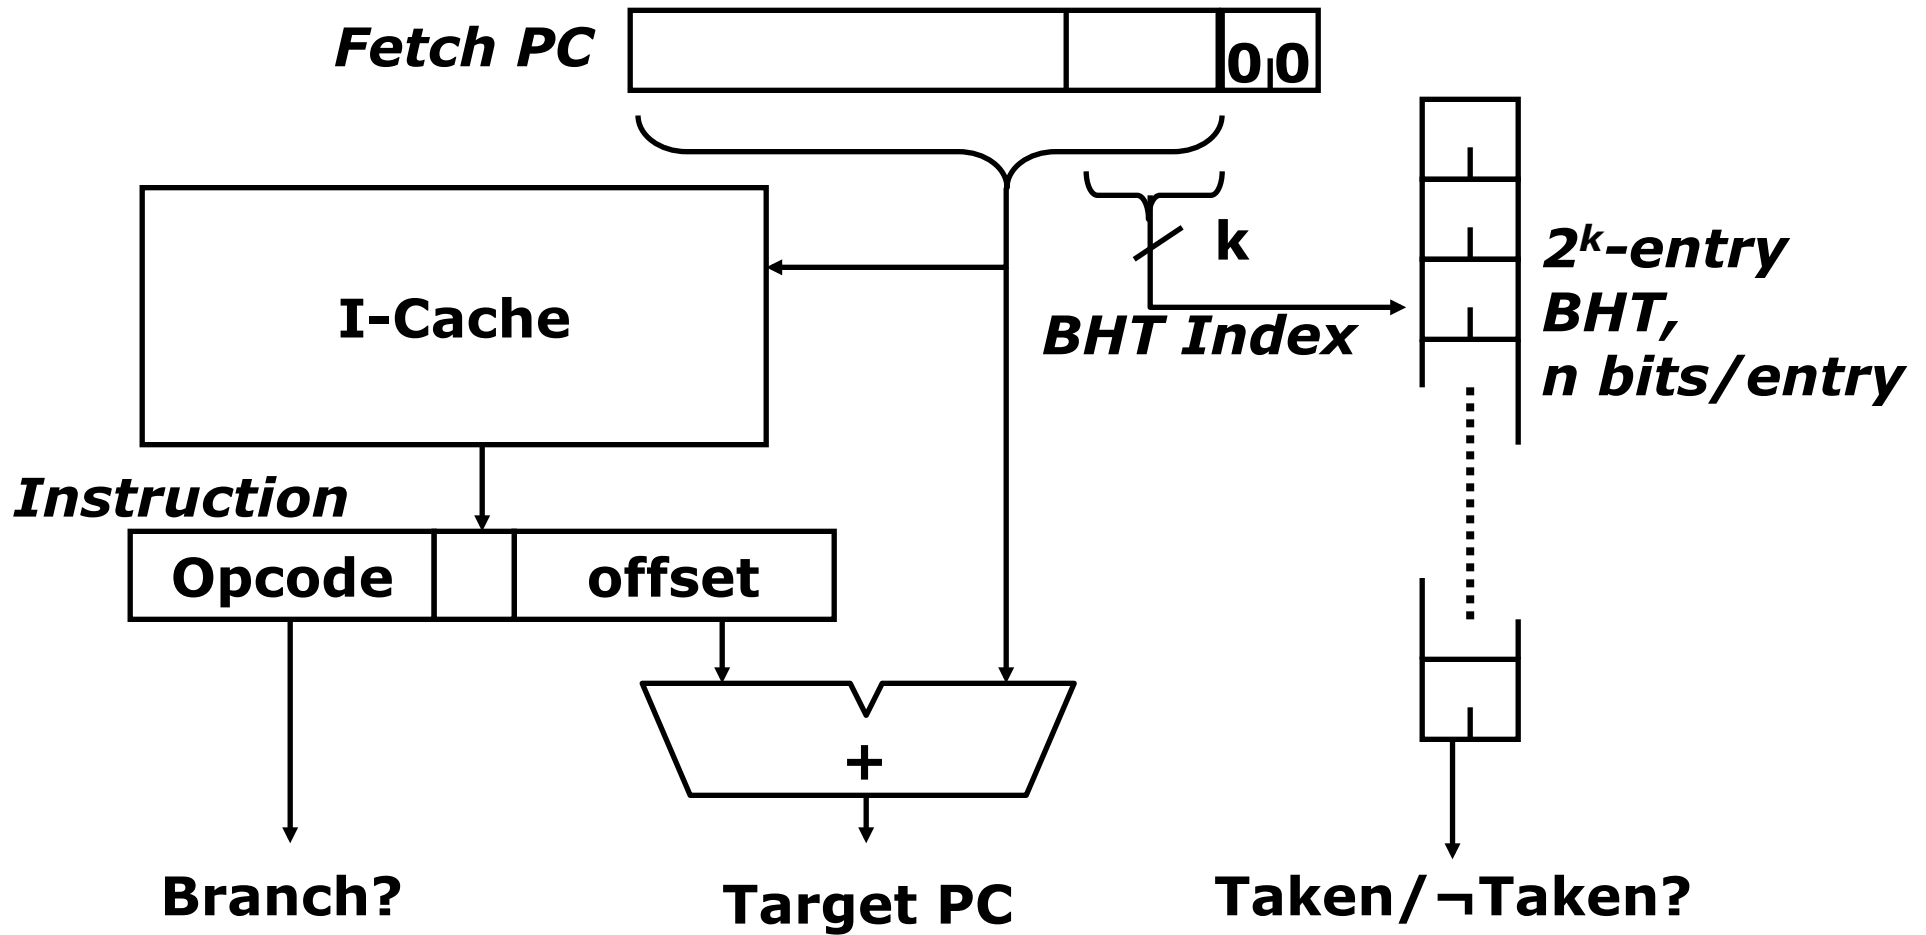 Fetch PC
0 0
k
2ᵏ-entry
BHT,
n bits/entry
I-Cache
BHT Index
Instruction
Opcode
offset
+
Branch?
Target PC
Taken/¬Taken?